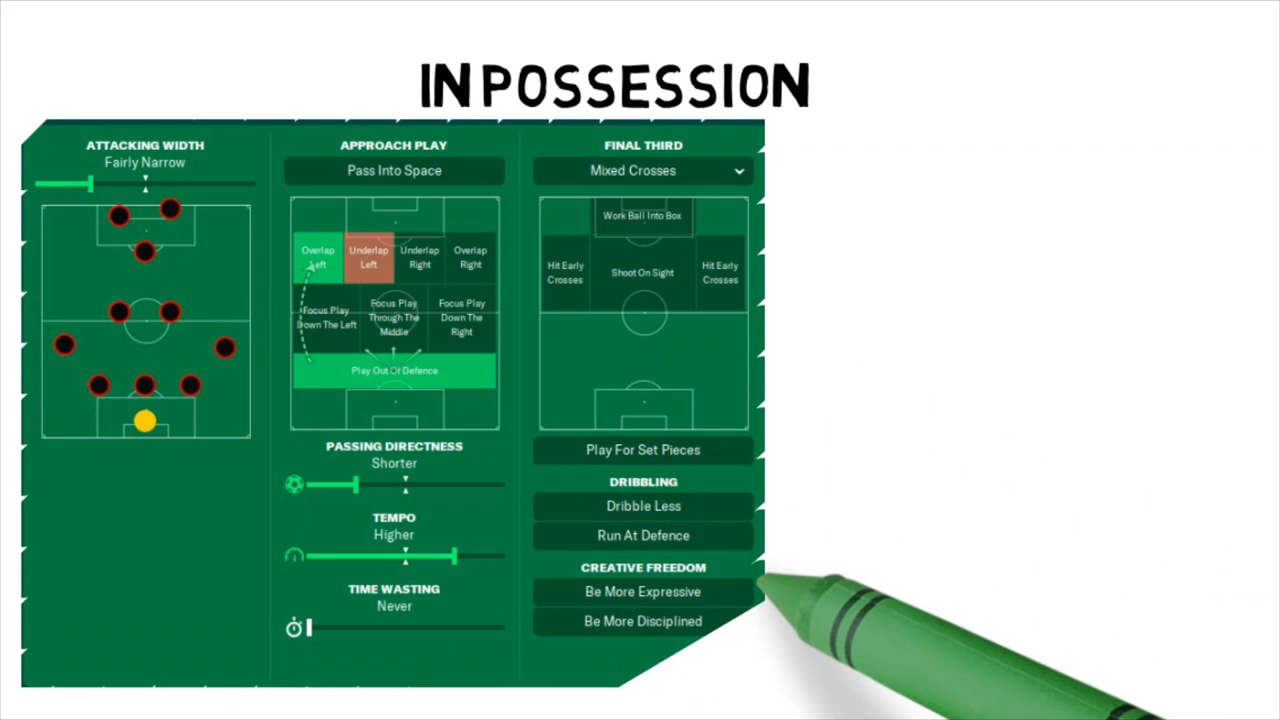 IN POSSESSION
ATTACKING WIDTH
Fairly Narrow
APPROACH PLAY
Pass Into Space
Overlap
Left
Underlap
Left
Underlap
Right
Overlap
Right
Focus Play
Down The Left
Focus Play
Through The
Middle
Focus Play
Down The
Right
Play Out Of Defence
PASSING DIRECTNESS
Shorter
TEMPO
Higher
TIME WASTING
Never
FINAL THIRD
Mixed Crosses
Work Ball Into Box
Hit Early
Crosses
Shoot On Sight
Hit Early
Crosses
Play For Set Pieces
DRIBBLING
Dribble Less
Run At Defence
CREATIVE FREEDOM
Be More Expressive
Be More Disciplined